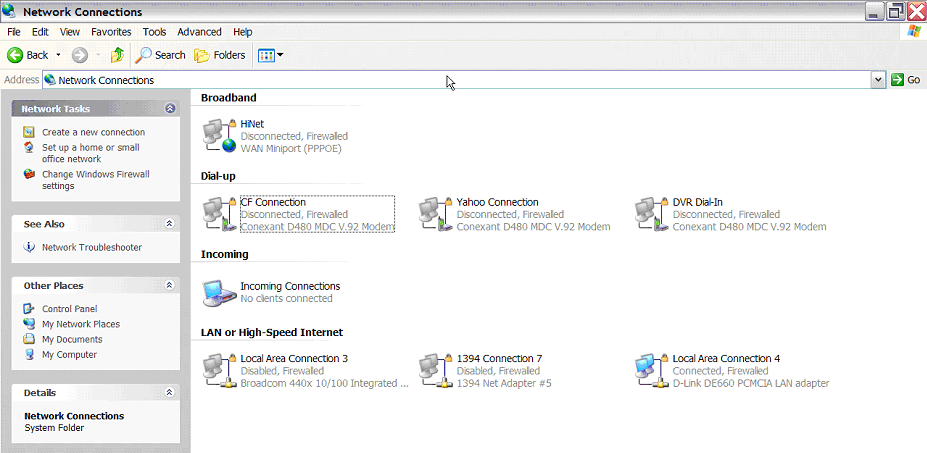 Network Connections
File Edit View Favorites Tools Advanced Help
Back Search Folders
Address Network Connections Go
Network Tasks
Create a new connection
Set up a home or small
office network
Change Windows Firewall
settings
See Also
Network Troubleshooter
Other Places
Control Panel
My Network Places
My Documents
My Computer
Details
Network Connections
System Folder
Broadband
HiNet
Disconnected, Firewalled
WAN Miniport (PPPOE)
Dial-up
CF Connection
Disconnected, Firewalled
Conexant D480 MDC V.92 Modem
Yahoo Connection
Disconnected, Firewalled
Conexant D480 MDC V.92 Modem
DVR Dial-In
Disconnected, Firewalled
Conexant D480 MDC V.92 Modem
Incoming
Incoming Connections
No clients connected
LAN or High-Speed Internet
Local Area Connection 3
Disabled, Firewalled
Broadcom 440x 10/100 Integrated ...
1394 Connection 7
Disabled, Firewalled
1394 Net Adapter #5
Local Area Connection 4
Connected, Firewalled
D-Link DE660 PCMCIA LAN adapter